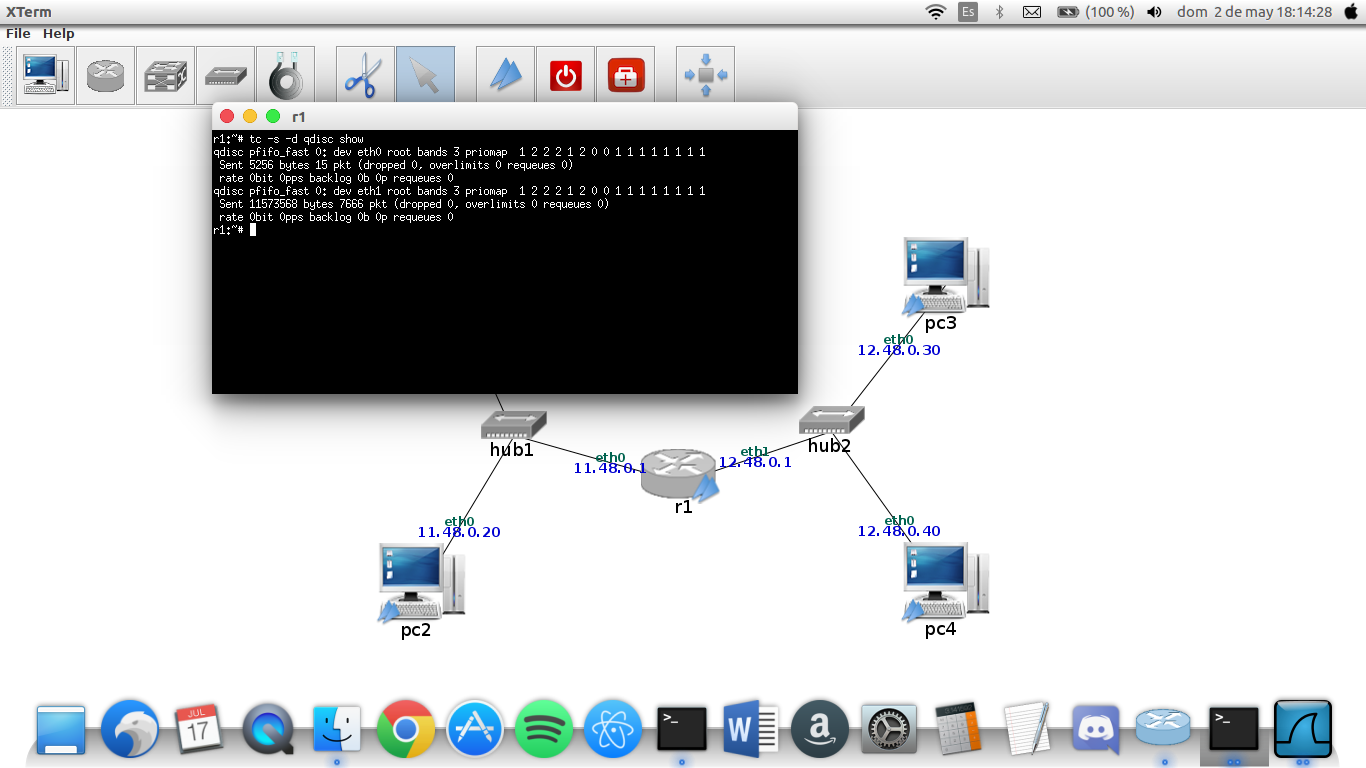 XTerm
Es
(100 %)
dom 2 de may 18:14:28
File Help
r1
r1:~# tc -s -d qdisc show
qdisc pfifo_fast 0: dev eth0 root bands 3 priomap  1 2 2 2 1 2 0 0 1 1 1 1 1 1 1 1
 Sent 5256 bytes 15 pkt (dropped 0, overlimits 0 requeues 0)
 rate 0bit 0pps backlog 0b 0p requeues 0
qdisc pfifo_fast 0: dev eth1 root bands 3 priomap  1 2 2 2 1 2 0 0 1 1 1 1 1 1 1 1
 Sent 11573568 bytes 7666 pkt (dropped 0, overlimits 0 requeues 0)
 rate 0bit 0pps backlog 0b 0p requeues 0
r1:~#
pc3
eth0
12.48.0.30
hub1
hub2
eth0
11.48.0.1
eth1
12.48.0.1
r1
eth0
11.48.0.20
eth0
12.48.0.40
pc2
pc4
JUL
17
>_
W
a
>_